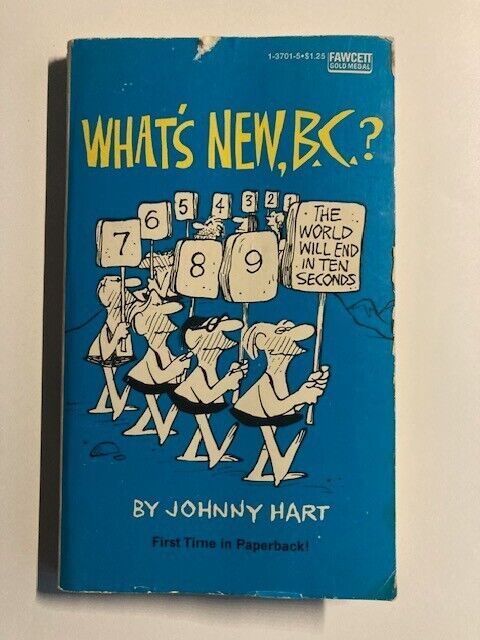 1-3701-5•$1.25 FAWCETT
GOLD MEDAL
WHAT'S NEW, B.C.?
7 6 5 4 3 2 1
8 9
THE
WORLD
WILL END
IN TEN
SECONDS
BY JOHNNY HART
First Time in Paperback!